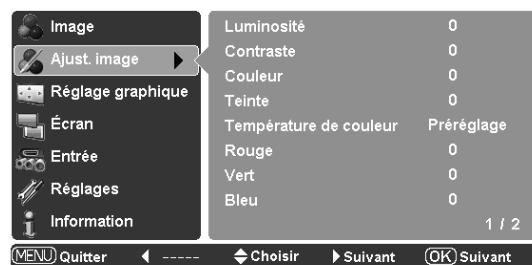 Image
Ajust. image
Réglage graphique
Écran
Entrée
Réglages
Information
Luminosité 0
Contraste 0
Couleur 0
Teinte 0
Température de couleur Préréglage
Rouge 0
Vert 0
Bleu 0
1 / 2
MENU Quitter ----- Choisir Suivant OK Suivant